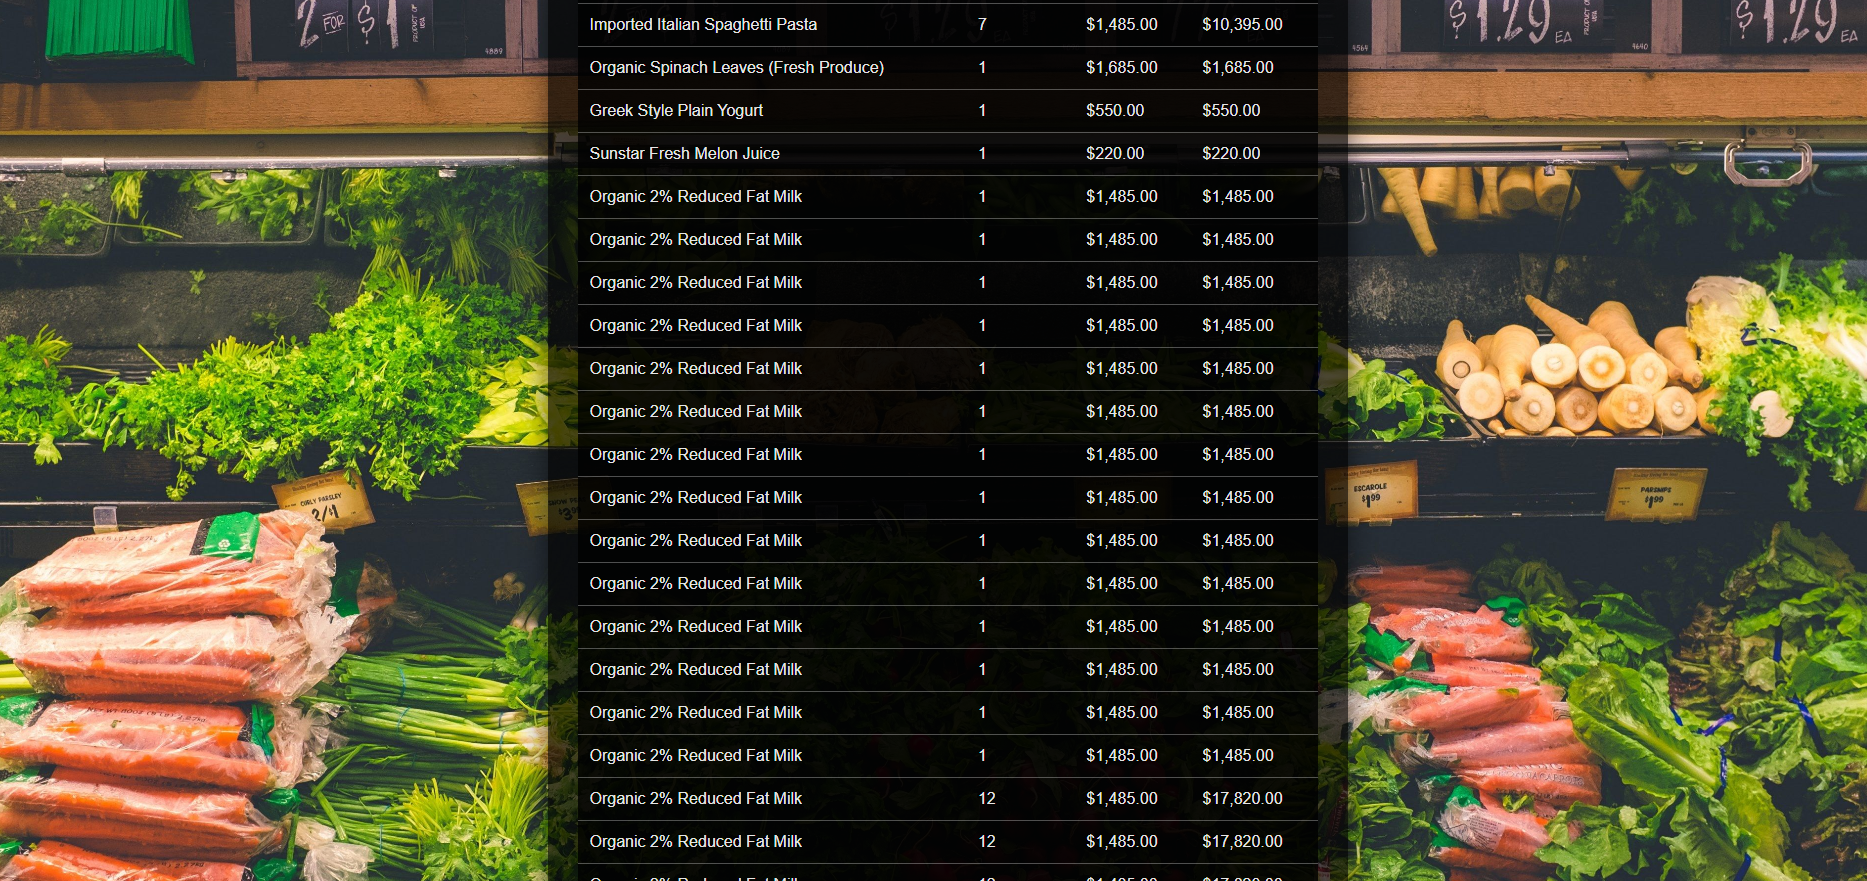 2 FOR $1
PRODUCT OF USA
4889
4564
$1.29 EA
PRODUCT OF USA
4640
$1.29 EA
Imported Italian Spaghetti Pasta 7 $1,485.00 $10,395.00
Organic Spinach Leaves (Fresh Produce) 1 $1,685.00 $1,685.00
Greek Style Plain Yogurt 1 $550.00 $550.00
Sunstar Fresh Melon Juice 1 $220.00 $220.00
Organic 2% Reduced Fat Milk 1 $1,485.00 $1,485.00
Organic 2% Reduced Fat Milk 1 $1,485.00 $1,485.00
Organic 2% Reduced Fat Milk 1 $1,485.00 $1,485.00
Organic 2% Reduced Fat Milk 1 $1,485.00 $1,485.00
Organic 2% Reduced Fat Milk 1 $1,485.00 $1,485.00
Organic 2% Reduced Fat Milk 1 $1,485.00 $1,485.00
Organic 2% Reduced Fat Milk 1 $1,485.00 $1,485.00
Organic 2% Reduced Fat Milk 1 $1,485.00 $1,485.00
Organic 2% Reduced Fat Milk 1 $1,485.00 $1,485.00
Organic 2% Reduced Fat Milk 1 $1,485.00 $1,485.00
Organic 2% Reduced Fat Milk 1 $1,485.00 $1,485.00
Organic 2% Reduced Fat Milk 1 $1,485.00 $1,485.00
Organic 2% Reduced Fat Milk 1 $1,485.00 $1,485.00
Organic 2% Reduced Fat Milk 1 $1,485.00 $1,485.00
Organic 2% Reduced Fat Milk 12 $1,485.00 $17,820.00
Organic 2% Reduced Fat Milk 12 $1,485.00 $17,820.00
CURLY PARSLEY
2/$1
ESCAROLE
$1.99
PARSNIPS
$1.99